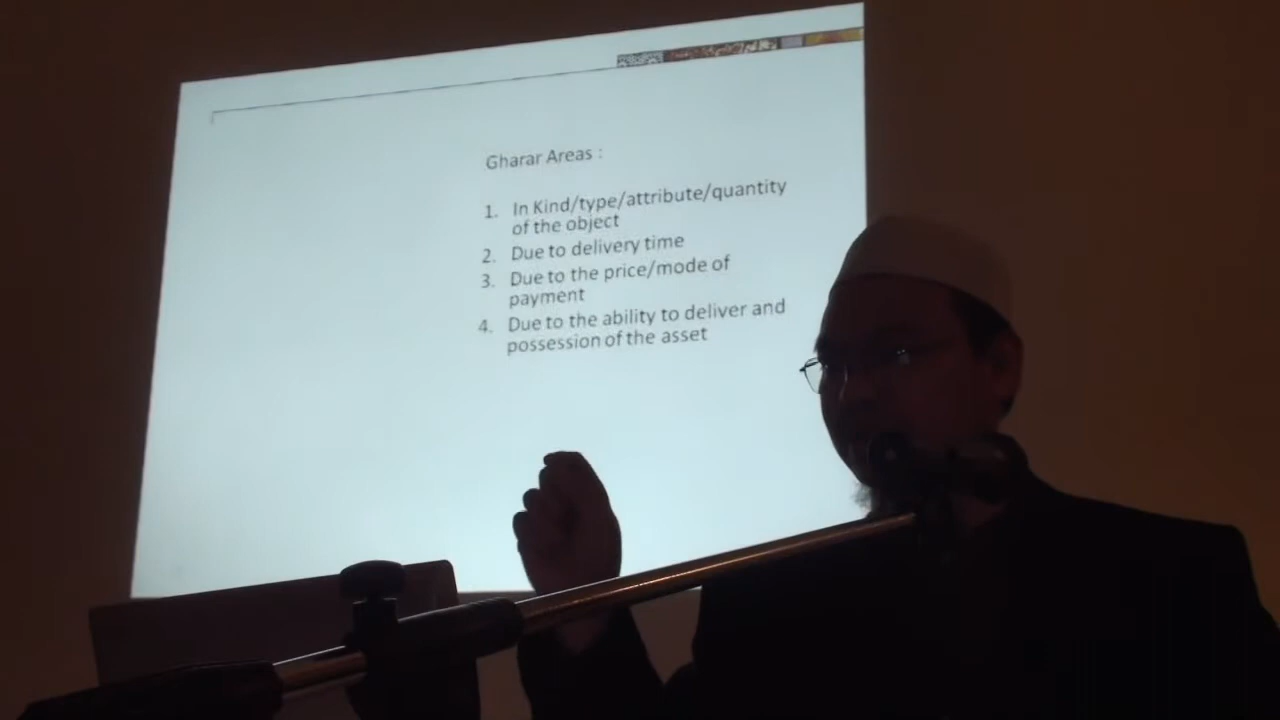 Gharar Areas :
1. In Kind/type/attribute/quantity
of the object
2. Due to delivery time
3. Due to the price/mode of
payment
4. Due to the ability to deliver and
possession of the asset